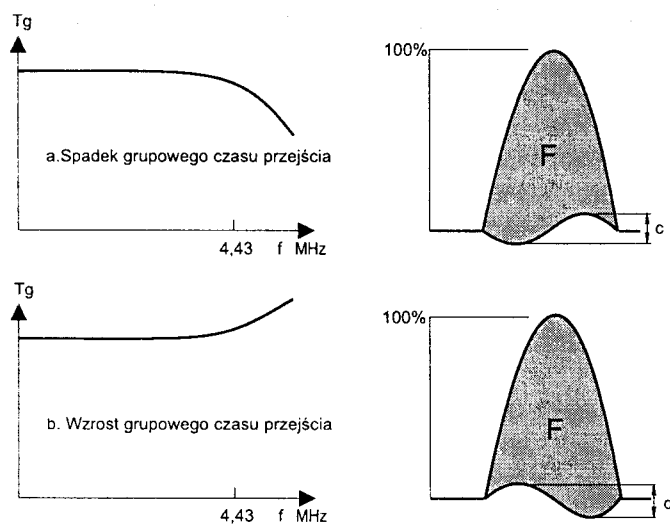 Tg
a.Spadek grupowego czasu przejścia
4,43 f MHz
100%
F
c
Tg
b. Wzrost grupowego czasu przejścia
4,43 f MHz
100%
F
c